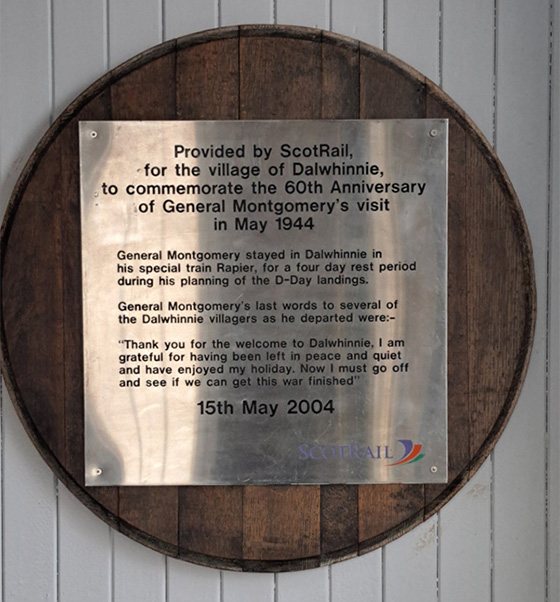 Provided by ScotRail,
for the village of Dalwhinnie,
to commemorate the 60th Anniversary
of General Montgomery's visit
in May 1944
General Montgomery stayed in Dalwhinnie in
his special train Rapier, for a four day rest period
during his planning of the D-Day landings.
General Montgomery's last words to several of
the Dalwhinnie villagers as he departed were:-
"Thank you for the welcome to Dalwhinnie, I am
grateful for having been left in peace and quiet
and have enjoyed my holiday. Now I must go off
and see if we can get this war finished"
15th May 2004
SCOTRAIL